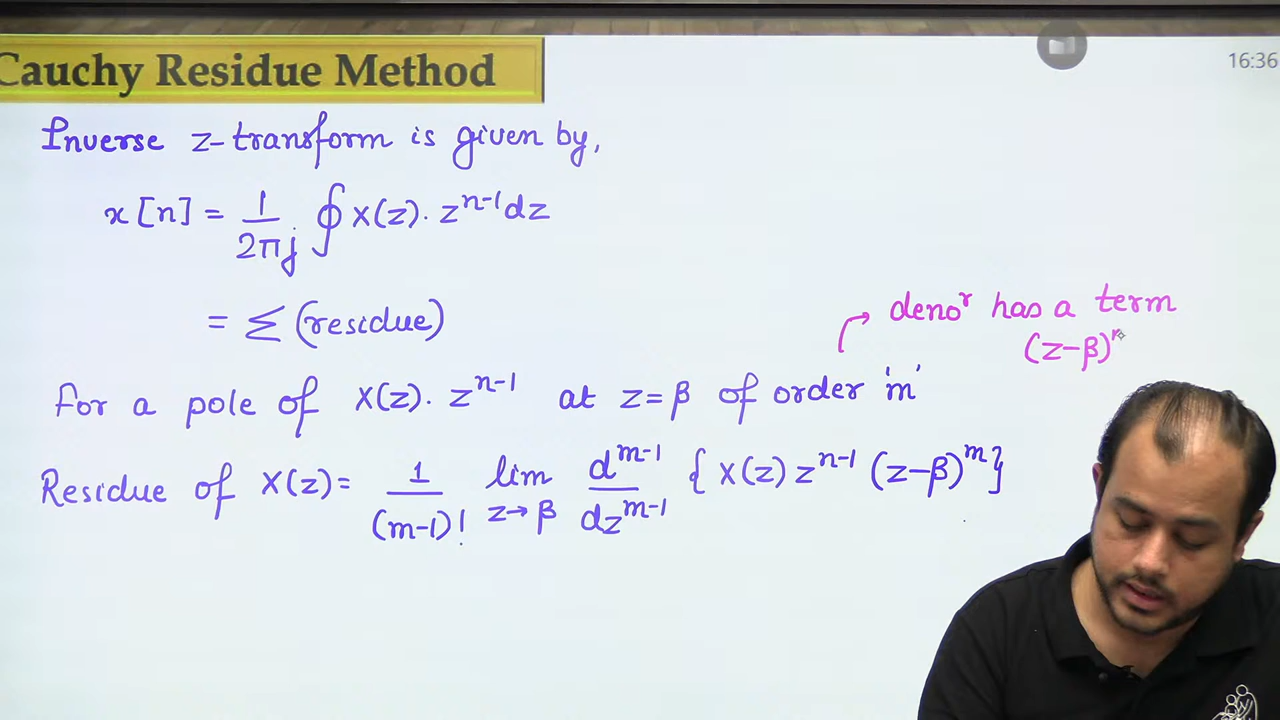 Cauchy Residue Method
16:36
Inverse z-transform is given by,
x[n] = 1/2πj ∮ X(z). z^{n-1} dz
= Σ (residue)
deno^r has a term
(z-β)^m
for a pole of X(z). z^{n-1} at z=β of order 'm'
Residue of X(z) = 1/(m-1)! lim z→β d^{m-1}/dz^{m-1} { X(z) z^{n-1} (z-β)^m }